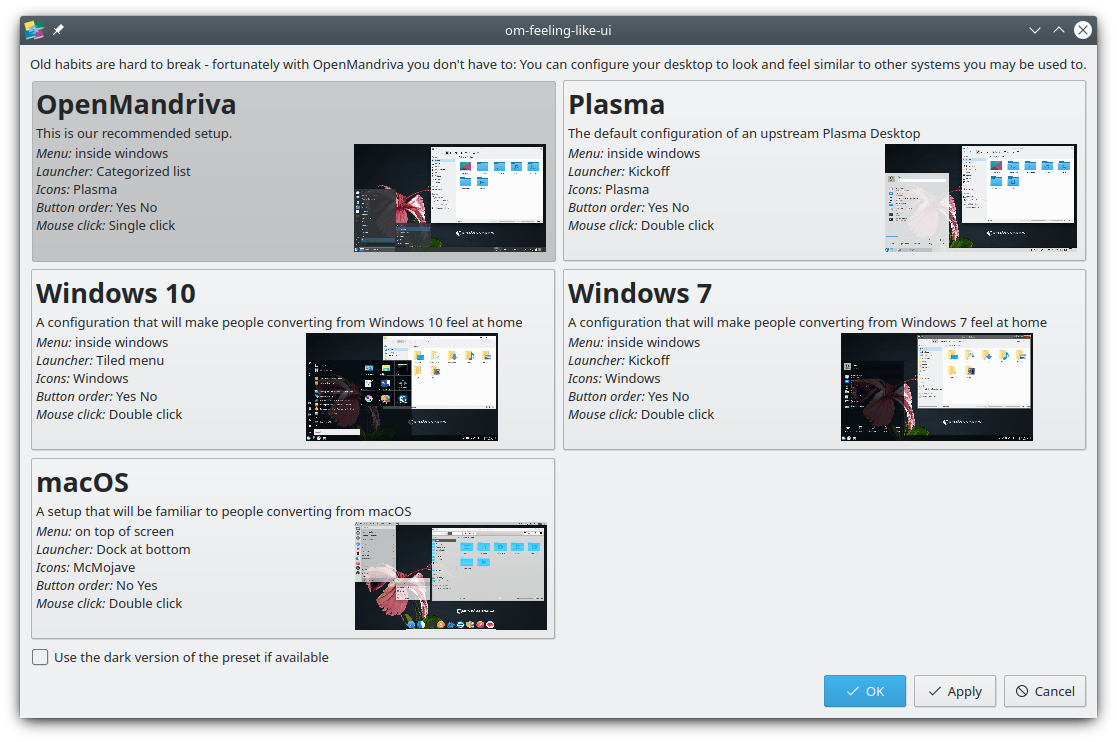 om-feeling-like-ui
Old habits are hard to break - fortunately with OpenMandriva you don't have to: You can configure your desktop to look and feel similar to other systems you may be used to.
OpenMandriva
This is our recommended setup.
Menu: inside windows
Launcher: Categorized list
Icons: Plasma
Button order: Yes No
Mouse click: Single click
Plasma
The default configuration of an upstream Plasma Desktop
Menu: inside windows
Launcher: Kickoff
Icons: Plasma
Button order: Yes No
Mouse click: Double click
Windows 10
A configuration that will make people converting from Windows 10 feel at home
Menu: inside windows
Launcher: Tiled menu
Icons: Windows
Button order: Yes No
Mouse click: Double click
Windows 7
A configuration that will make people converting from Windows 7 feel at home
Menu: inside windows
Launcher: Kickoff
Icons: Windows
Button order: Yes No
Mouse click: Double click
macOS
A setup that will be familiar to people converting from macOS
Menu: on top of screen
Launcher: Dock at bottom
Icons: McMojave
Button order: No Yes
Mouse click: Double click
Use the dark version of the preset if available
OK
Apply
Cancel